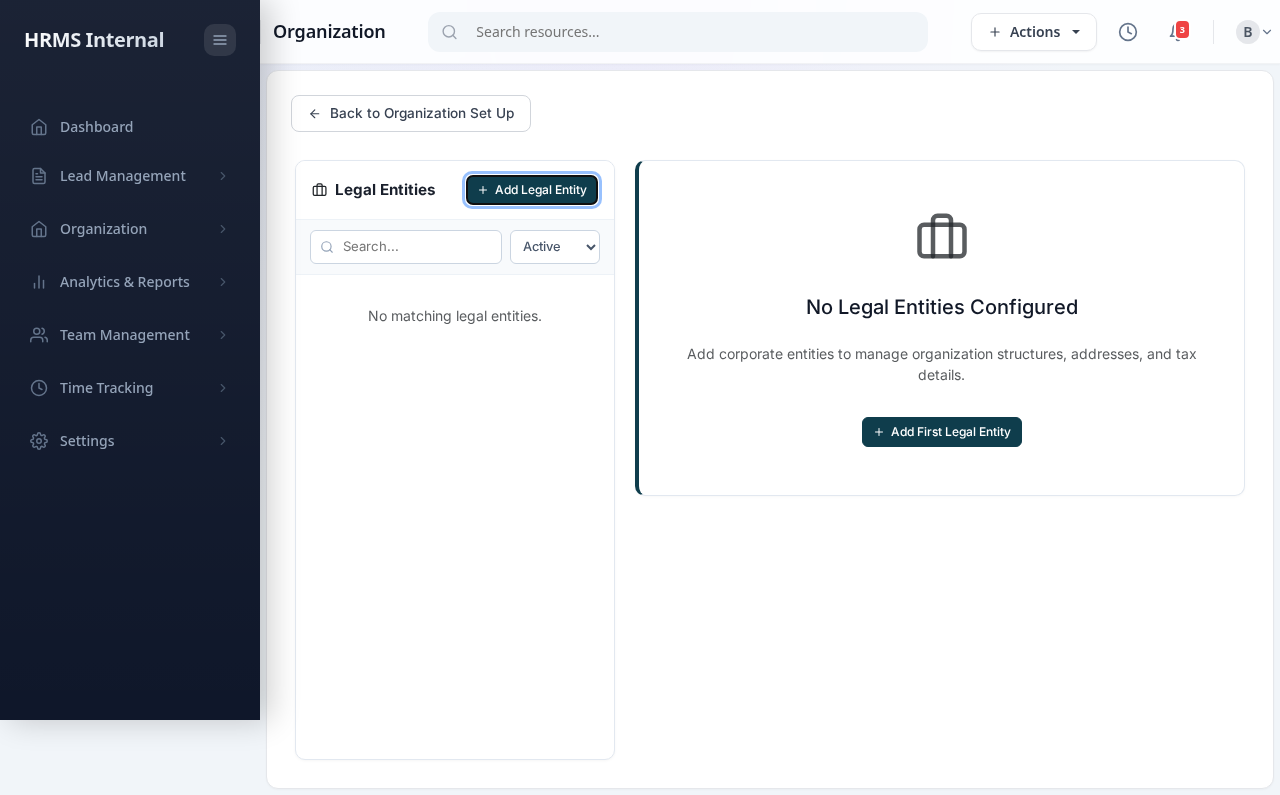 HRMS Internal
Dashboard
Lead Management
Organization
Analytics & Reports
Team Management
Time Tracking
Settings
Organization
Search resources...
Actions
3
B
Back to Organization Set Up
Legal Entities
Add Legal Entity
Search...
Active
No matching legal entities.
No Legal Entities Configured
Add corporate entities to manage organization structures, addresses, and tax
details.
Add First Legal Entity